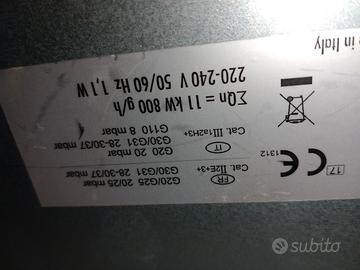 17
CE
1312
FR
Cat. II2E+3+
G20/G25 20/25 mbar
G30/G31 28-30/37 mbar
IT
Cat. III1a2H3+
G20 20 mbar
G30/G31 28-30/37 mbar
G110 8 mbar
ΣQn = 11 kW 800 g/h
220-240 V 50/60 Hz 1,1 W
e in Italy
subito